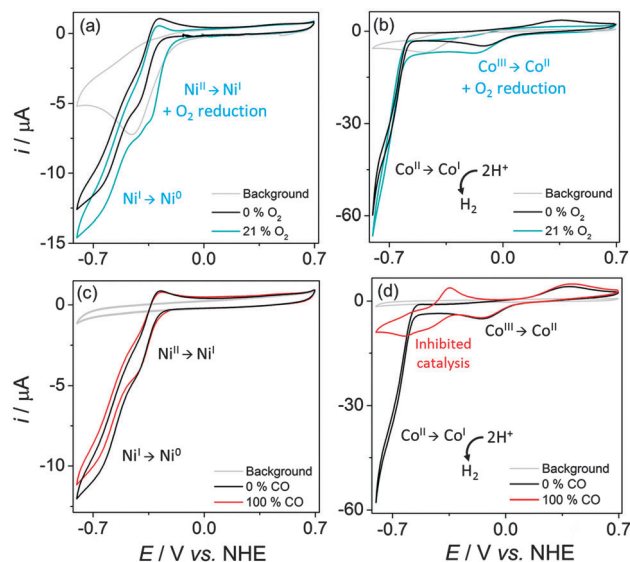 (a)
Ni^II → Ni^I
+ O₂ reduction
Ni^I → Ni^0
Background
0 % O₂
21 % O₂
0
-5
-10
-15
-0.7
0.0
0.7
i / µA
(b)
Co^III → Co^II
+ O₂ reduction
Co^II → Co^I
2H⁺
H₂
Background
0 % O₂
21 % O₂
0
-30
-60
-0.7
0.0
0.7
(c)
Ni^II → Ni^I
Ni^I → Ni^0
Background
0 % CO
100 % CO
0
-5
-10
-0.7
0.0
0.7
i / µA
E / V vs. NHE
(d)
Co^III → Co^II
Inhibited
catalysis
Co^II → Co^I
2H⁺
H₂
Background
0 % CO
100 % CO
0
-30
-60
-0.7
0.0
0.7
E / V vs. NHE